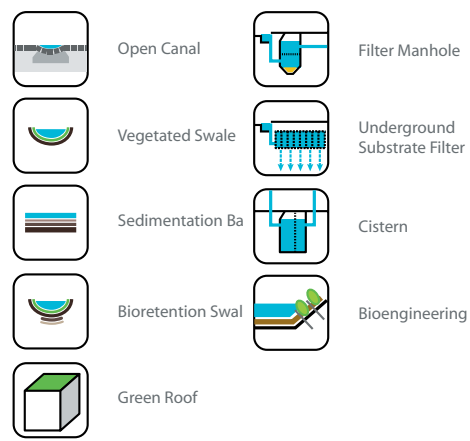 Open Canal
Vegetated Swale
Sedimentation Ba
Bioretention Swal
Green Roof
Filter Manhole
Underground
Substrate Filter
Cistern
Bioengineering